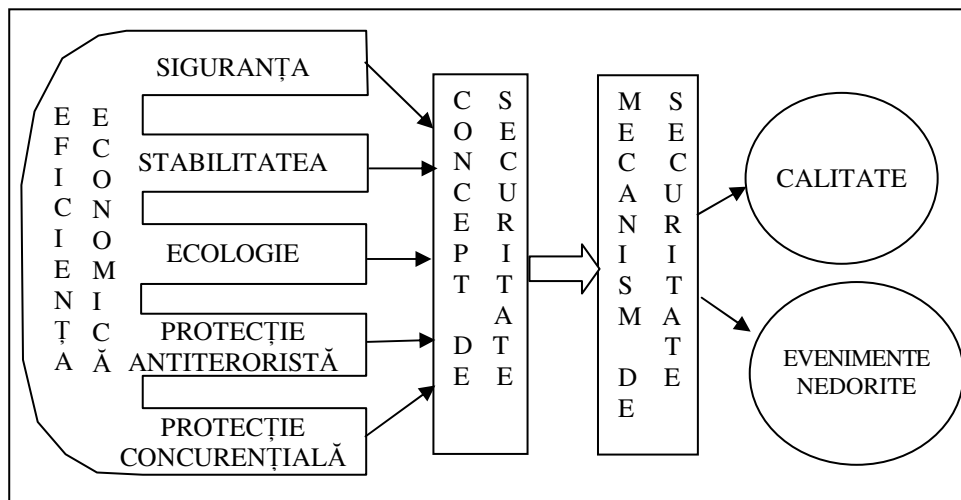 EFICIENȚA
ECONOMICĂ
SIGURANȚA
STABILITATEA
ECOLOGIE
PROTECȚIE
ANTITERORISTĂ
PROTECȚIE
CONCURENȚIALĂ
CONCEPT DE
SECURITATE
MECANISM DE
SECURITATE
CALITATE
EVENIMENTE
NEDORITE